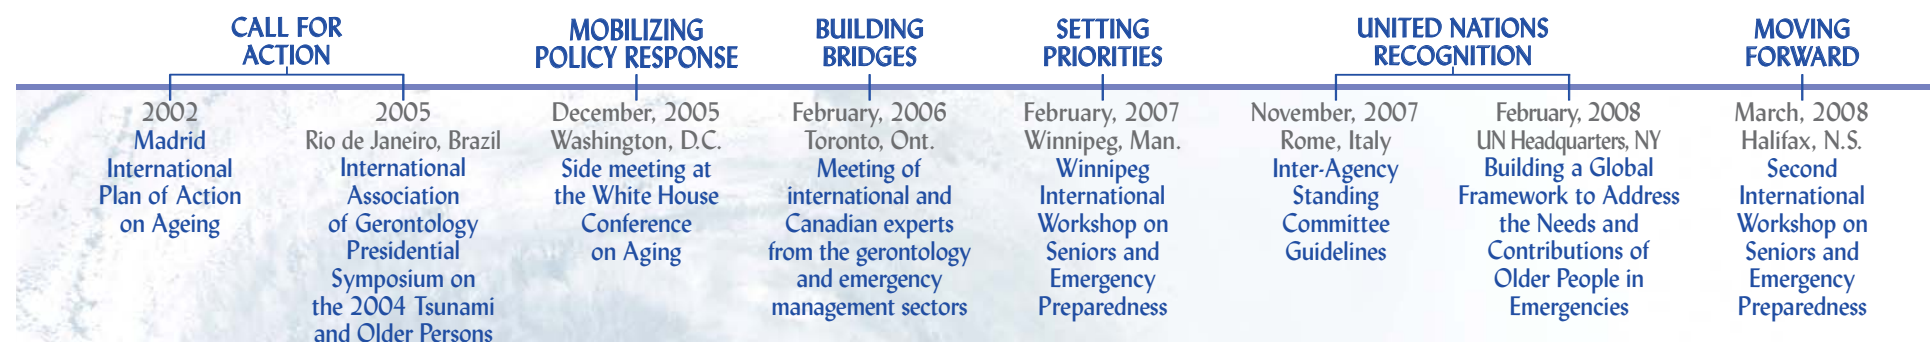 CALL FOR
ACTION
2002
Madrid
International
Plan of Action
on Ageing
2005
Rio de Janeiro, Brazil
International
Association
of Gerontology
Presidential
Symposium on
the 2004 Tsunami
and Older Persons
MOBILIZING
POLICY RESPONSE
December, 2005
Washington, D.C.
Side meeting at
the White House
Conference
on Aging
BUILDING
BRIDGES
February, 2006
Toronto, Ont.
Meeting of
international and
Canadian experts
from the gerontology
and emergency
management sectors
SETTING
PRIORITIES
February, 2007
Winnipeg, Man.
Winnipeg
International
Workshop on
Seniors and
Emergency
Preparedness
UNITED NATIONS
RECOGNITION
November, 2007
Rome, Italy
Inter-Agency
Standing
Committee
Guidelines
February, 2008
UN Headquarters, NY
Building a Global
Framework to Address
the Needs and
Contributions of
Older People in
Emergencies
MOVING
FORWARD
March, 2008
Halifax, N.S.
Second
International
Workshop on
Seniors and
Emergency
Preparedness